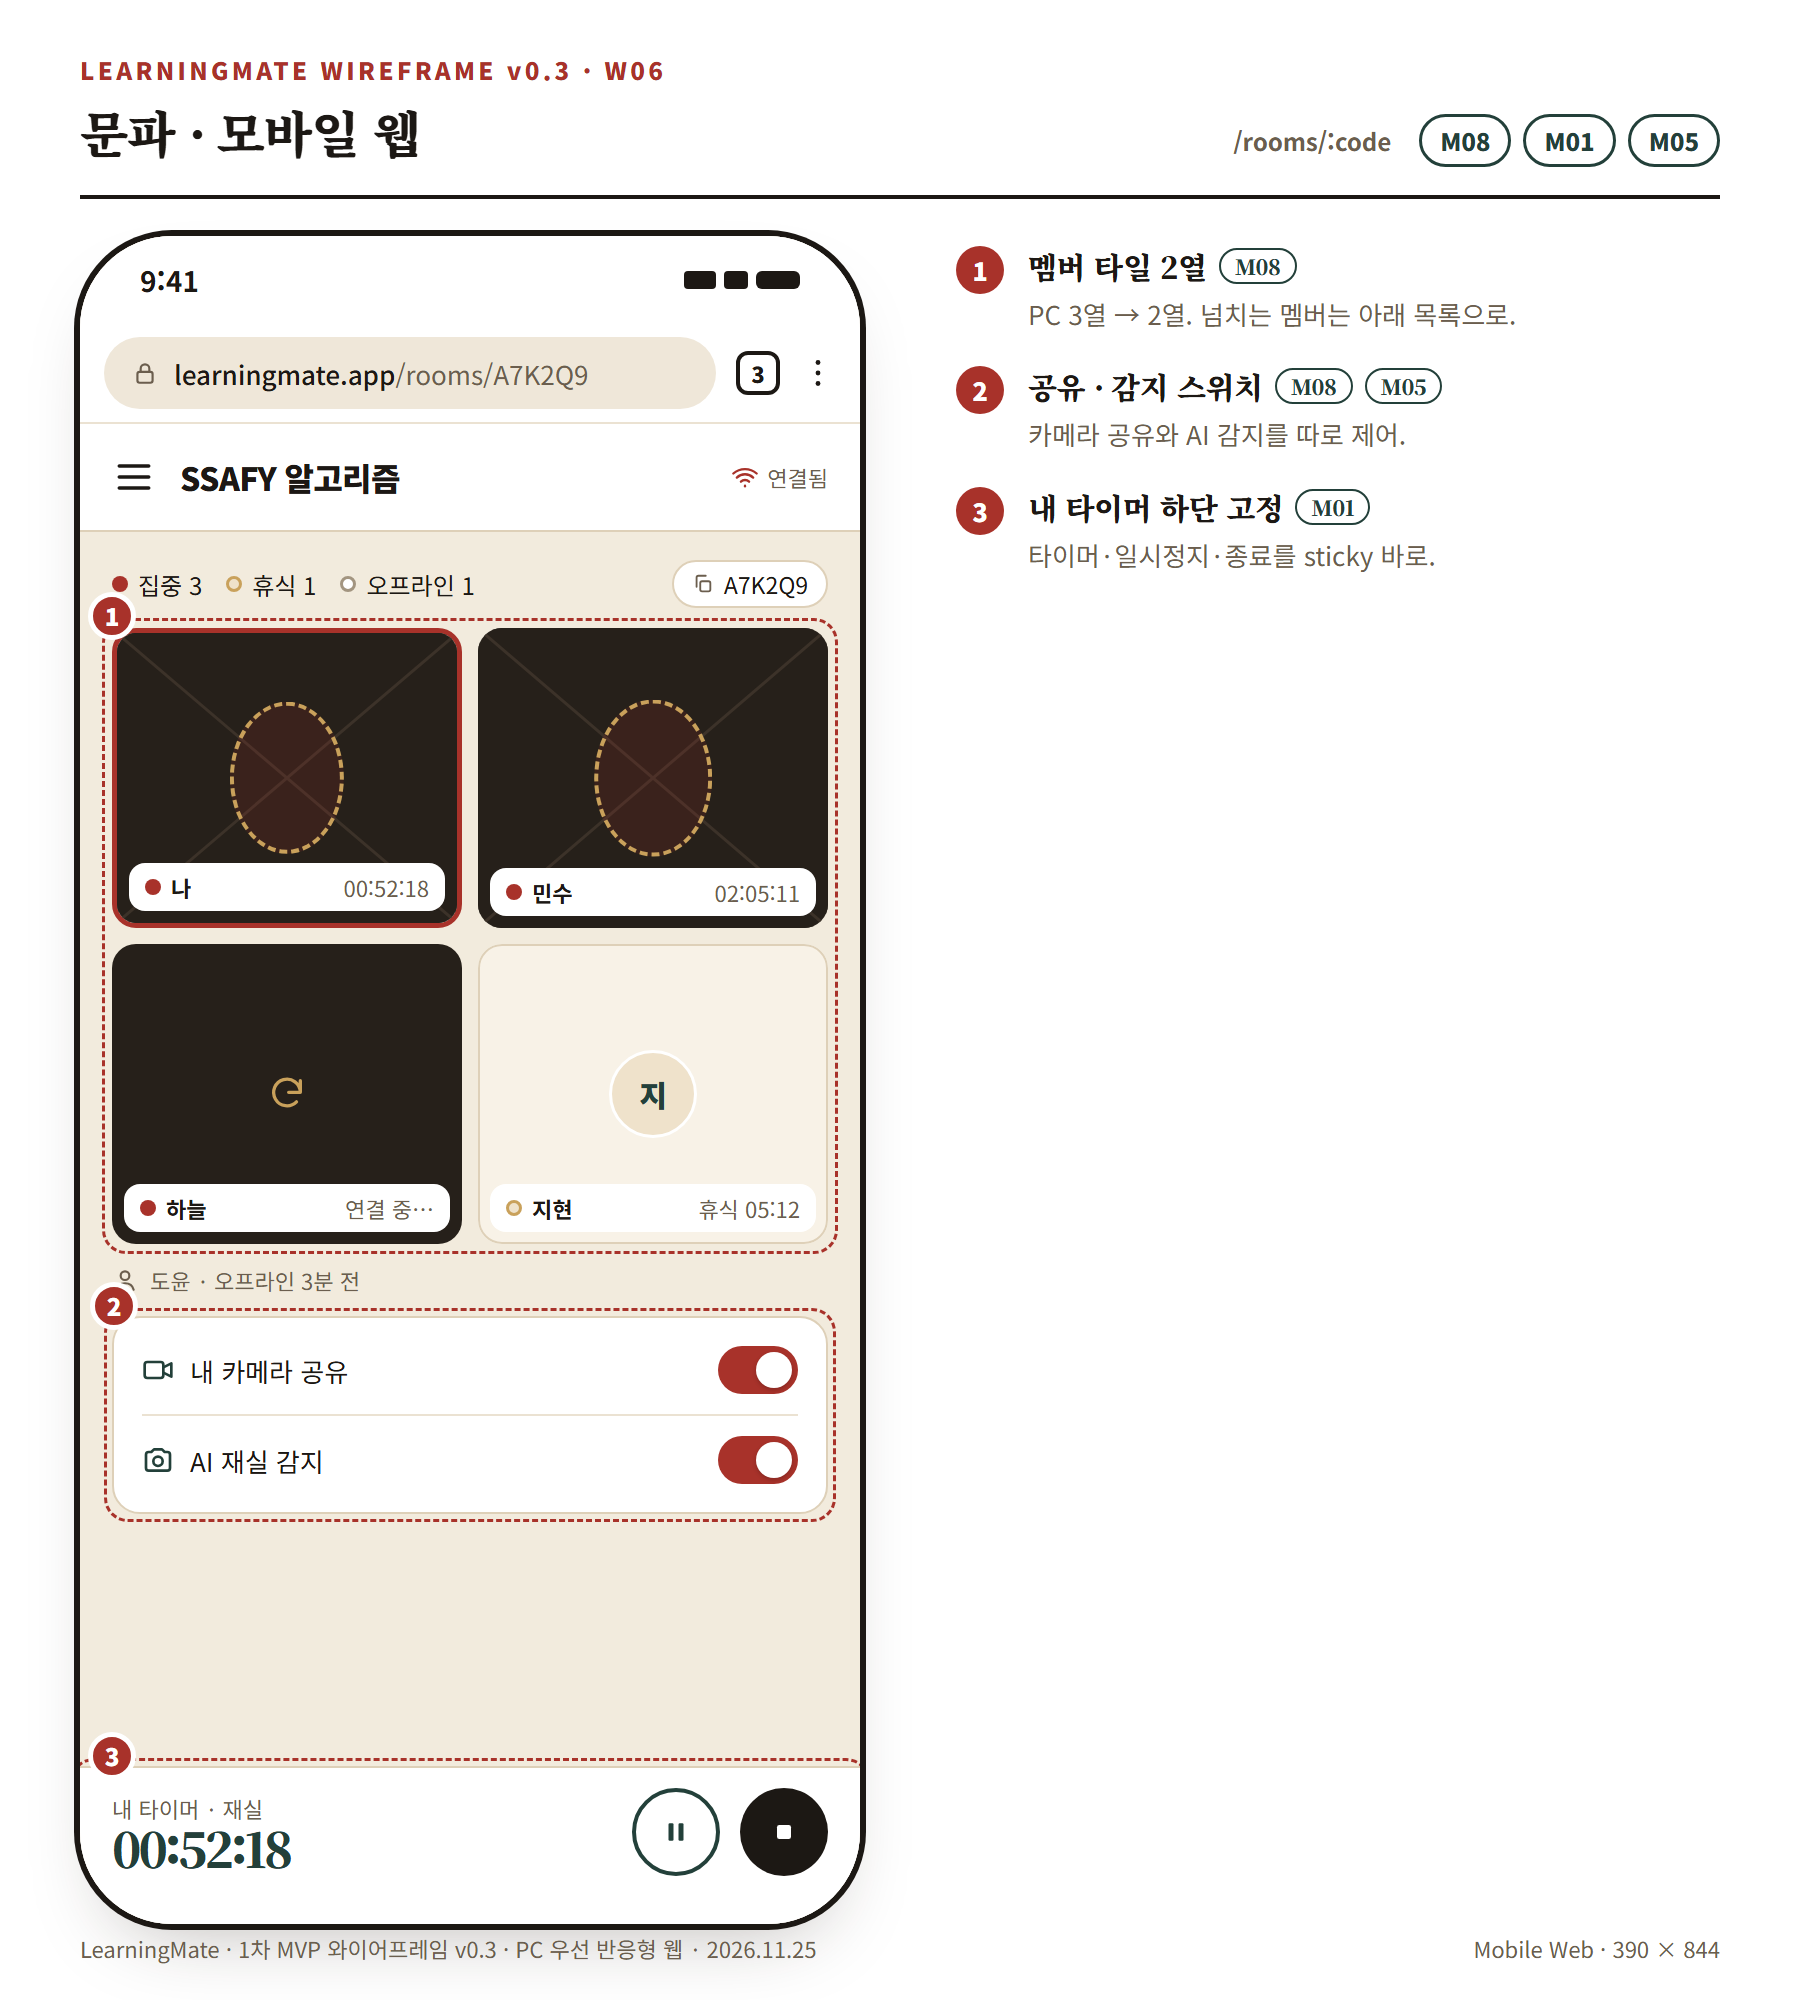 LEARNINGMATE WIREFRAME v0.3 · W06
문파 · 모바일 웹
/rooms/:code M08 M01 M05
9:41
learningmate.app/rooms/A7K2Q9 3
SSAFY 알고리즘 연결됨
집중 3 휴식 1 오프라인 1 A7K2Q9
1
나 00:52:18
민수 02:05:11
지
하늘 연결 중…
지현 휴식 05:12
도윤 · 오프라인 3분 전
2
내 카메라 공유
AI 재실 감지
3
내 타이머 · 재실
00:52:18
1 멤버 타일 2열 M08
PC 3열 → 2열. 넘치는 멤버는 아래 목록으로.
2 공유 · 감지 스위치 M08 M05
카메라 공유와 AI 감지를 따로 제어.
3 내 타이머 하단 고정 M01
타이머·일시정지·종료를 sticky 바로.
LearningMate · 1차 MVP 와이어프레임 v0.3 · PC 우선 반응형 웹 · 2026.11.25
Mobile Web · 390 × 844